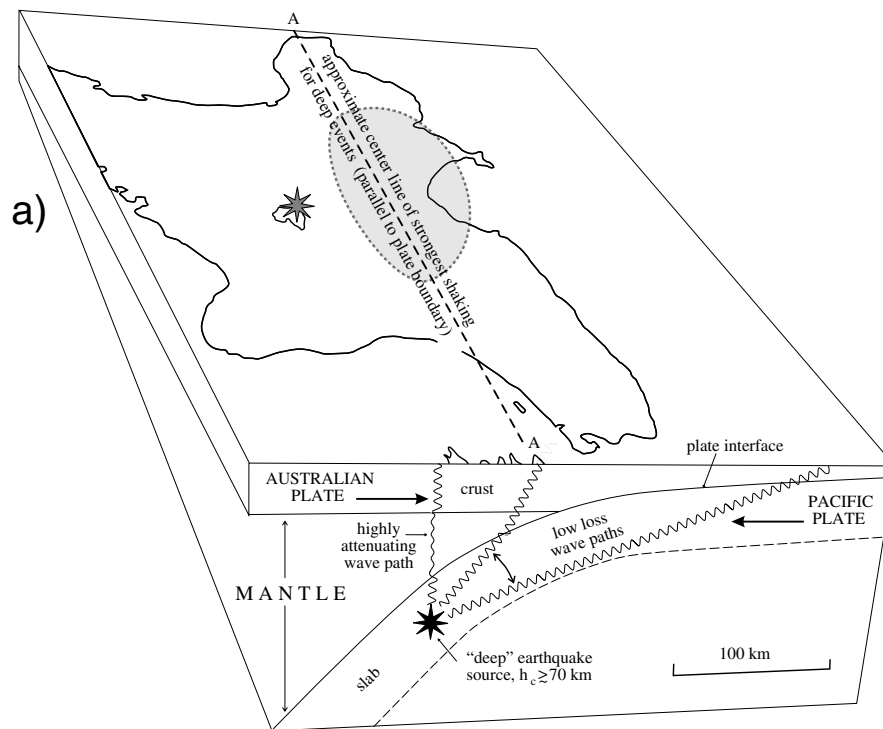 A
approximate center line of strongest shaking
for deep events (parallel to plate boundary)
a)
A
plate interface
AUSTRALIAN
PLATE
crust
PACIFIC
PLATE
low loss
wave paths
highly
attenuating
wave path
MANTLE
"deep" earthquake
source, h c ≳70 km
slab
100 km